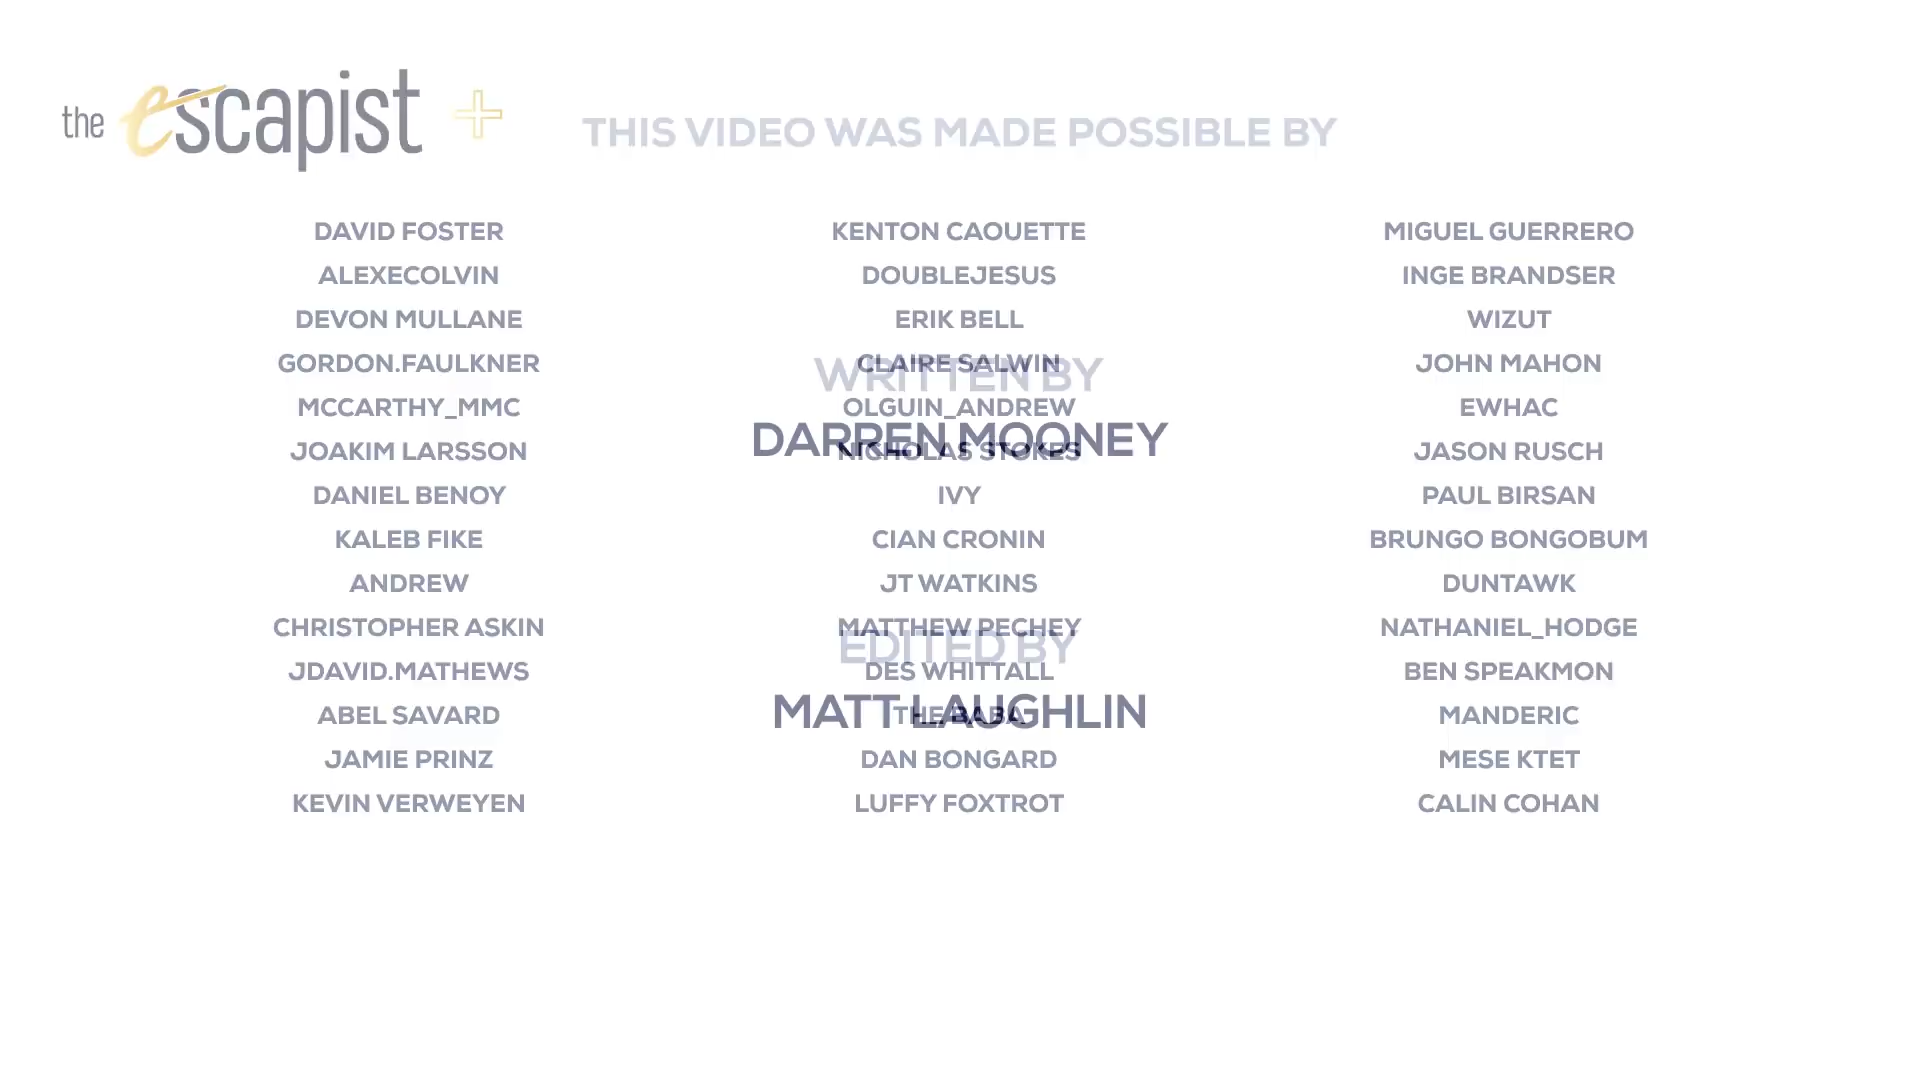 the escapist +
THIS VIDEO WAS MADE POSSIBLE BY
DAVID FOSTER
ALEXECOLVIN
DEVON MULLANE
GORDON.FAULKNER
MCCARTHY_MMC
JOAKIM LARSSON
DANIEL BENOY
KALEB FIKE
ANDREW
CHRISTOPHER ASKIN
JDAVID.MATHEWS
ABEL SAVARD
JAMIE PRINZ
KEVIN VERWEYEN
KENTON CAOUETTE
DOUBLEJESUS
ERIK BELL
CLAIRE SALWIN
OLGUIN_ANDREW
NICHOLAS STOKES
IVY
CIAN CRONIN
JT WATKINS
MATTHEW PECHEY
DES WHITTALL
THE BABA
DAN BONGARD
LUFFY FOXTROT
MIGUEL GUERRERO
INGE BRANDSER
WIZUT
JOHN MAHON
EWHAC
JASON RUSCH
PAUL BIRSAN
BRUNGO BONGOBUM
DUNTAWK
NATHANIEL_HODGE
BEN SPEAKMON
MANDERIC
MESE KTET
CALIN COHAN
WRITTEN BY
DARREN MOONEY
EDITED BY
MATT LAUGHLIN